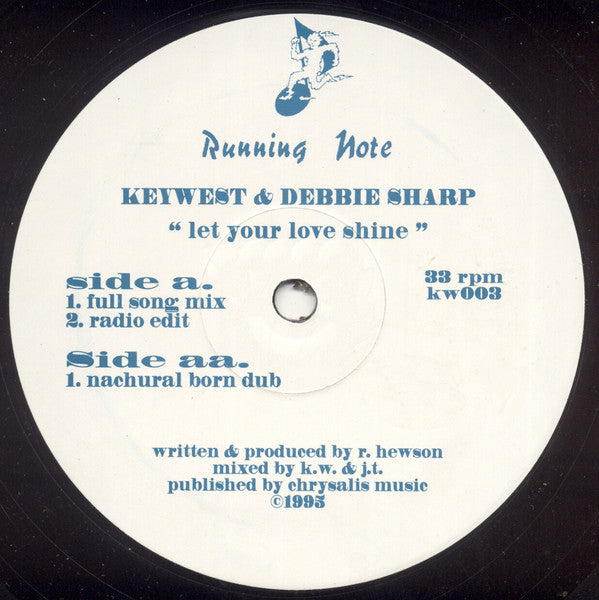 Running Note
KEYWEST & DEBBIE SHARP
“ let your love shine ”
side a.
1. full song mix
2. radio edit
33 rpm
kw003
Side aa.
1. nachural born dub
written & produced by r. hewson
mixed by k.w. & j.t.
published by chrysalis music
©1995